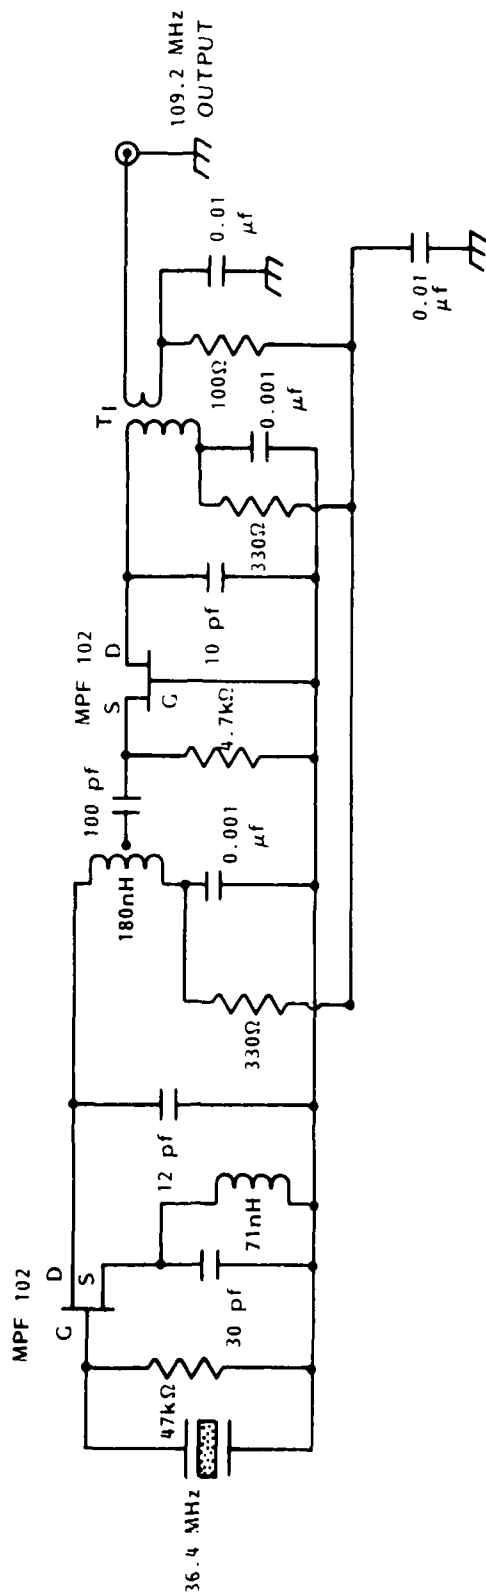 36.4 MHz
47kΩ
MPF 102
G
D
S
30 pf
71nH
12 pf
330Ω
180nH
0.001
μf
100 pf
MPF 102
S
D
G
4.7kΩ
10 pf
330Ω
T1
0.001
μf
100Ω
0.01
μf
109.2 MHz
OUTPUT
0.01
μf